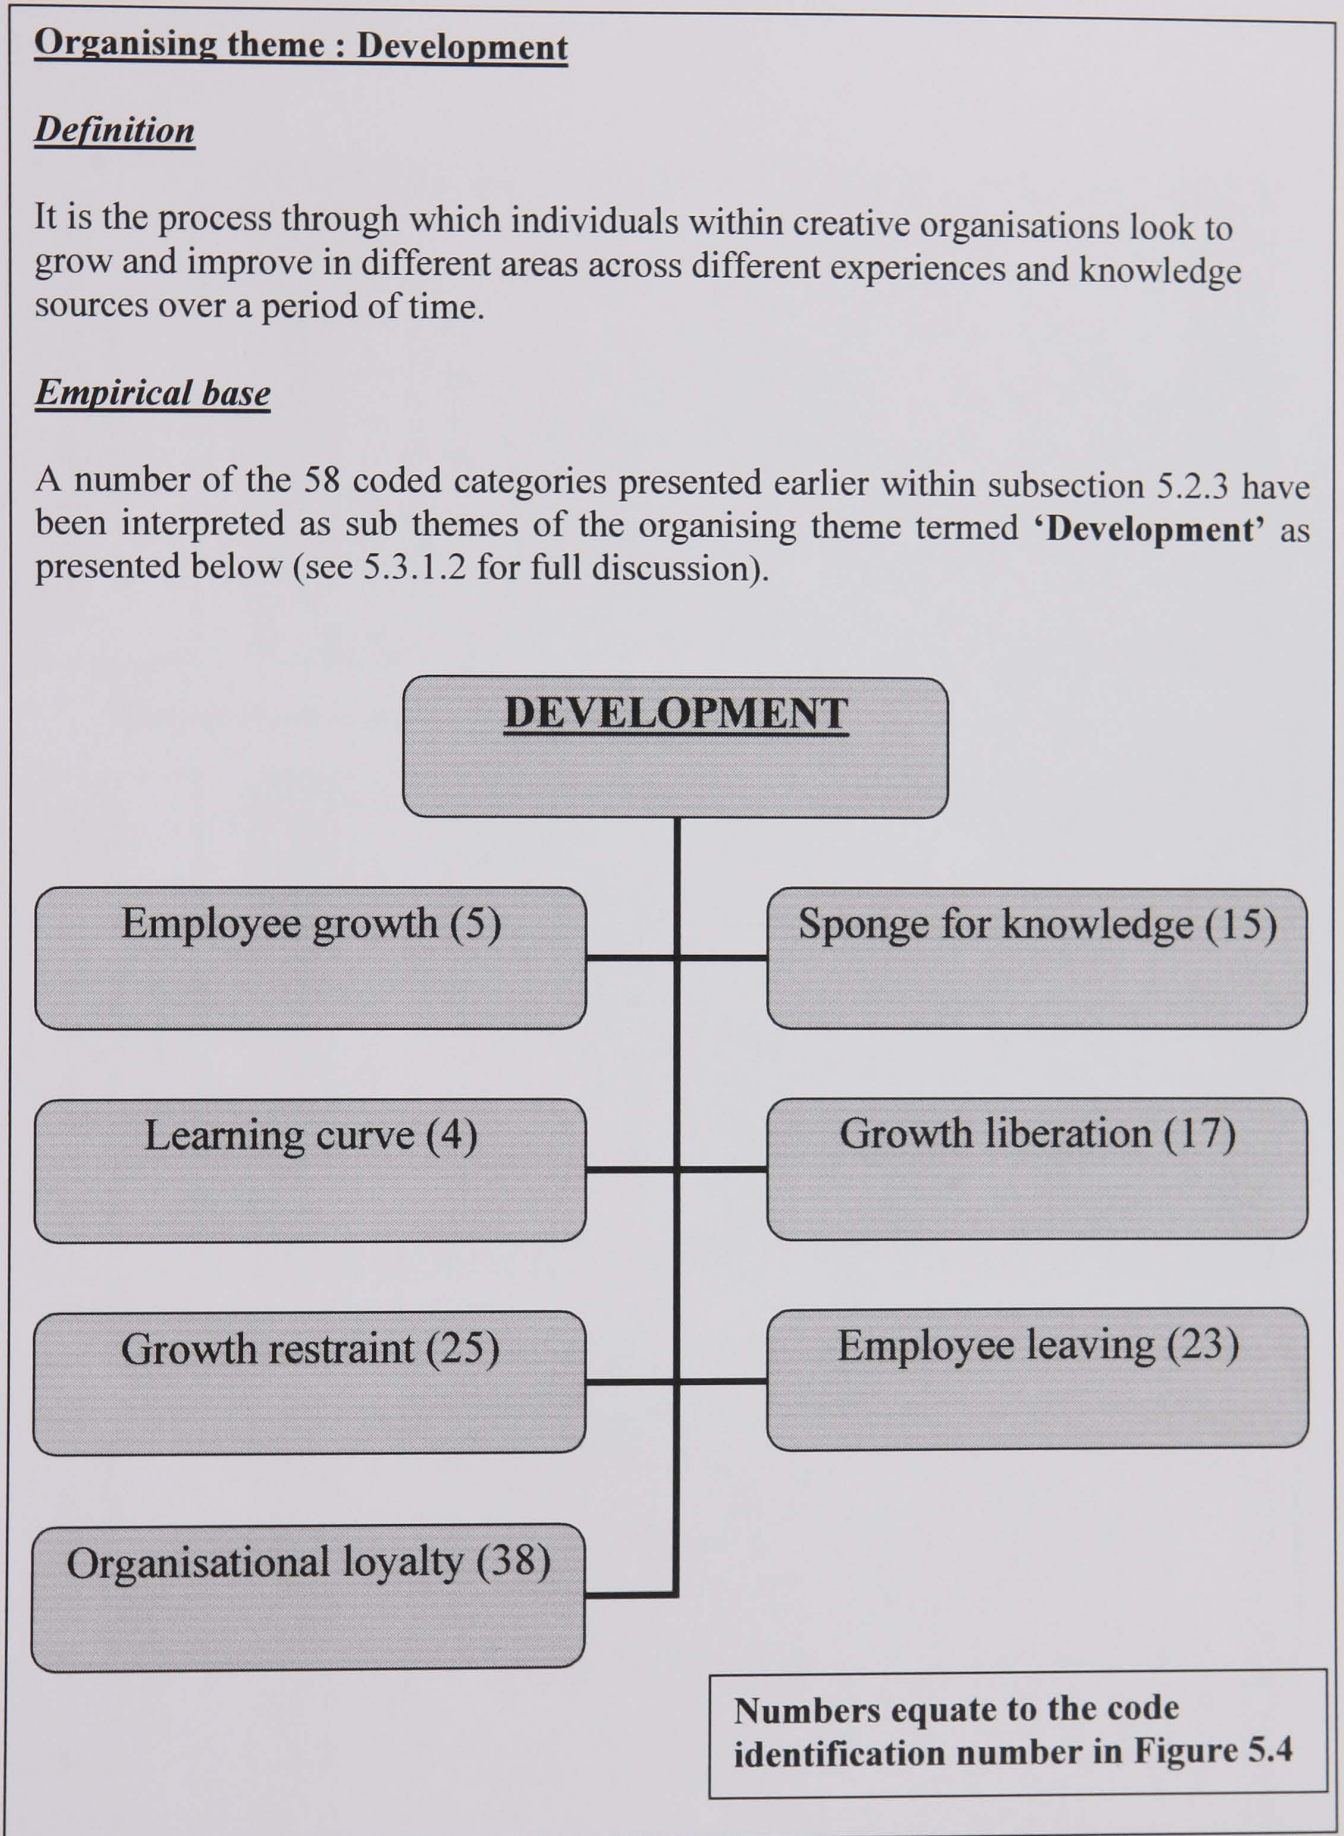 Organising theme : Development
Definition
It is the process through which individuals within creative organisations look to
grow and improve in different areas across different experiences and knowledge
sources over a period of time.
Empirical base
A number of the 58 coded categories presented earlier within subsection 5.2.3 have
been interpreted as sub themes of the organising theme termed ‘Development’ as
presented below (see 5.3.1.2 for full discussion).
DEVELOPMENT
Employee growth (5)
Sponge for knowledge (15)
Learning curve (4)
Growth liberation (17)
Growth restraint (25)
Employee leaving (23)
Organisational loyalty (38)
Numbers equate to the code
identification number in Figure 5.4